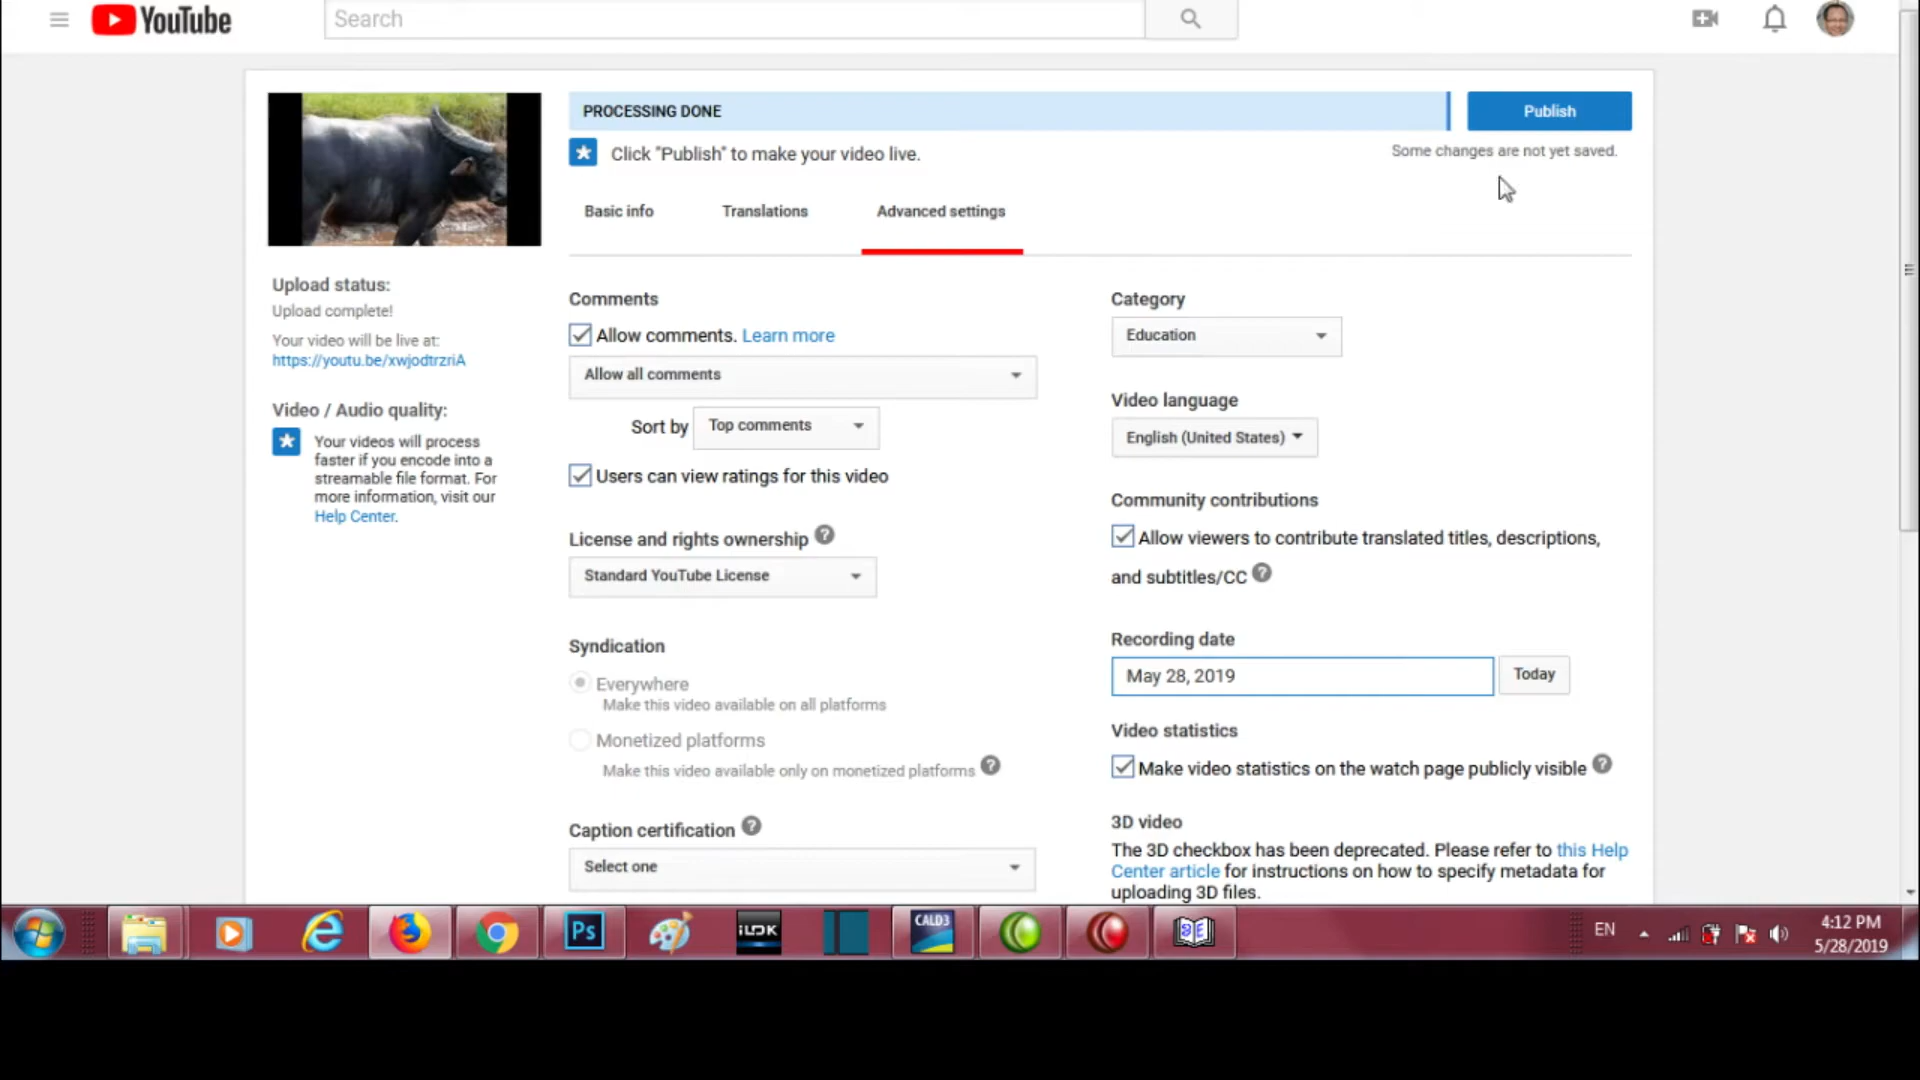 YouTube
Search
PROCESSING DONE
Publish
Click "Publish" to make your video live.
Some changes are not yet saved.
Basic info
Translations
Advanced settings
Upload status:
Upload complete!
Your video will be live at:
https://youtu.be/xwjodtrzriA
Video / Audio quality:
Your videos will process
faster if you encode into a
streamable file format. For
more information, visit our
Help Center.
Comments
Allow comments. Learn more
Allow all comments
Sort by Top comments
Users can view ratings for this video
License and rights ownership ?
Standard YouTube License
Syndication
Everywhere
Make this video available on all platforms
Monetized platforms
Make this video available only on monetized platforms ?
Caption certification ?
Select one
Category
Education
Video language
English (United States)
Community contributions
Allow viewers to contribute translated titles, descriptions,
and subtitles/CC ?
Recording date
May 28, 2019
Today
Video statistics
Make video statistics on the watch page publicly visible ?
3D video
The 3D checkbox has been deprecated. Please refer to this Help
Center article for instructions on how to specify metadata for
uploading 3D files.
Ps
iLDK
CALD3
EN
4:12 PM
5/28/2019